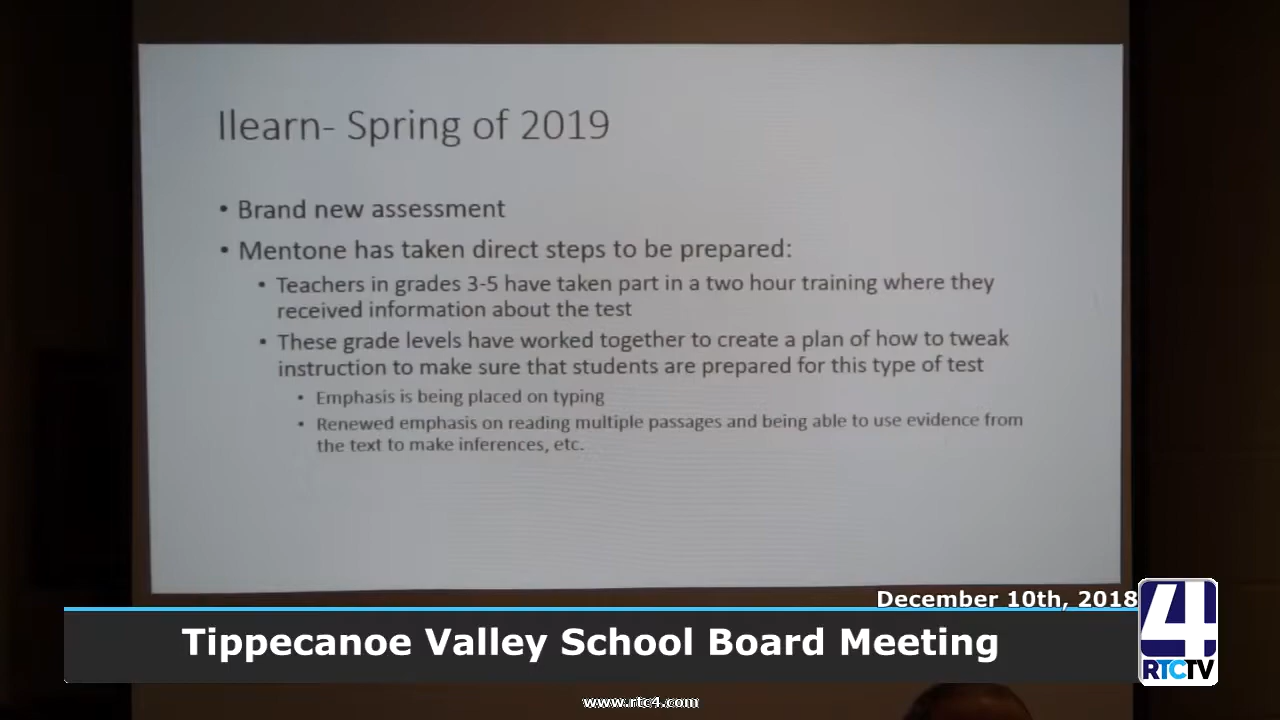 Ilearn- Spring of 2019
• Brand new assessment
• Mentone has taken direct steps to be prepared:
• Teachers in grades 3-5 have taken part in a two hour training where they
received information about the test
• These grade levels have worked together to create a plan of how to tweak
instruction to make sure that students are prepared for this type of test
• Emphasis is being placed on typing
• Renewed emphasis on reading multiple passages and being able to use evidence from
the text to make inferences, etc.
December 10th, 2018
Tippecanoe Valley School Board Meeting
4
RTCTV
www.rtc4.com